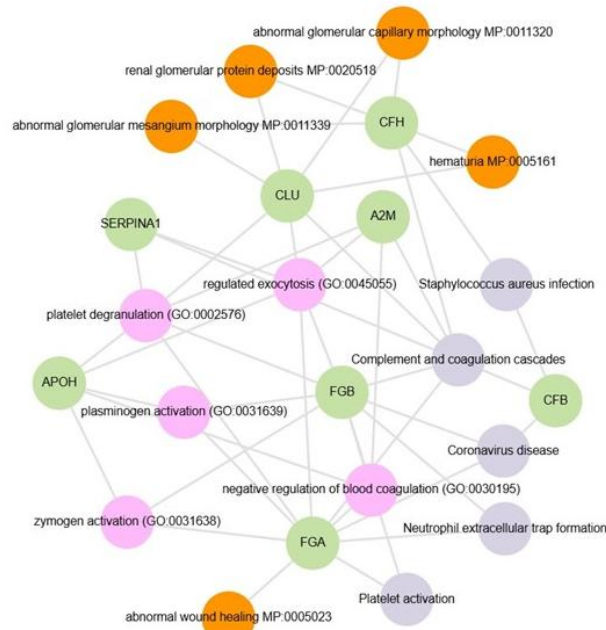 abnormal glomerular capillary morphology MP:0011320
renal glomerular protein deposits MP:0020518
abnormal glomerular mesangium morphology MP:0011339
CFH
hematuria MP:0005161
CLU
A2M
SERPINA1
regulated exocytosis (GO:0045055)
Staphylococcus aureus infection
platelet degranulation (GO:0002576)
Complement and coagulation cascades
APOH
FGB
CFB
plasminogen activation (GO:0031639)
Coronavirus disease
negative regulation of blood coagulation (GO:0030195)
zymogen activation (GO:0031638)
Neutrophil extracellular trap formation
FGA
Platelet activation
abnormal wound healing MP:0005023